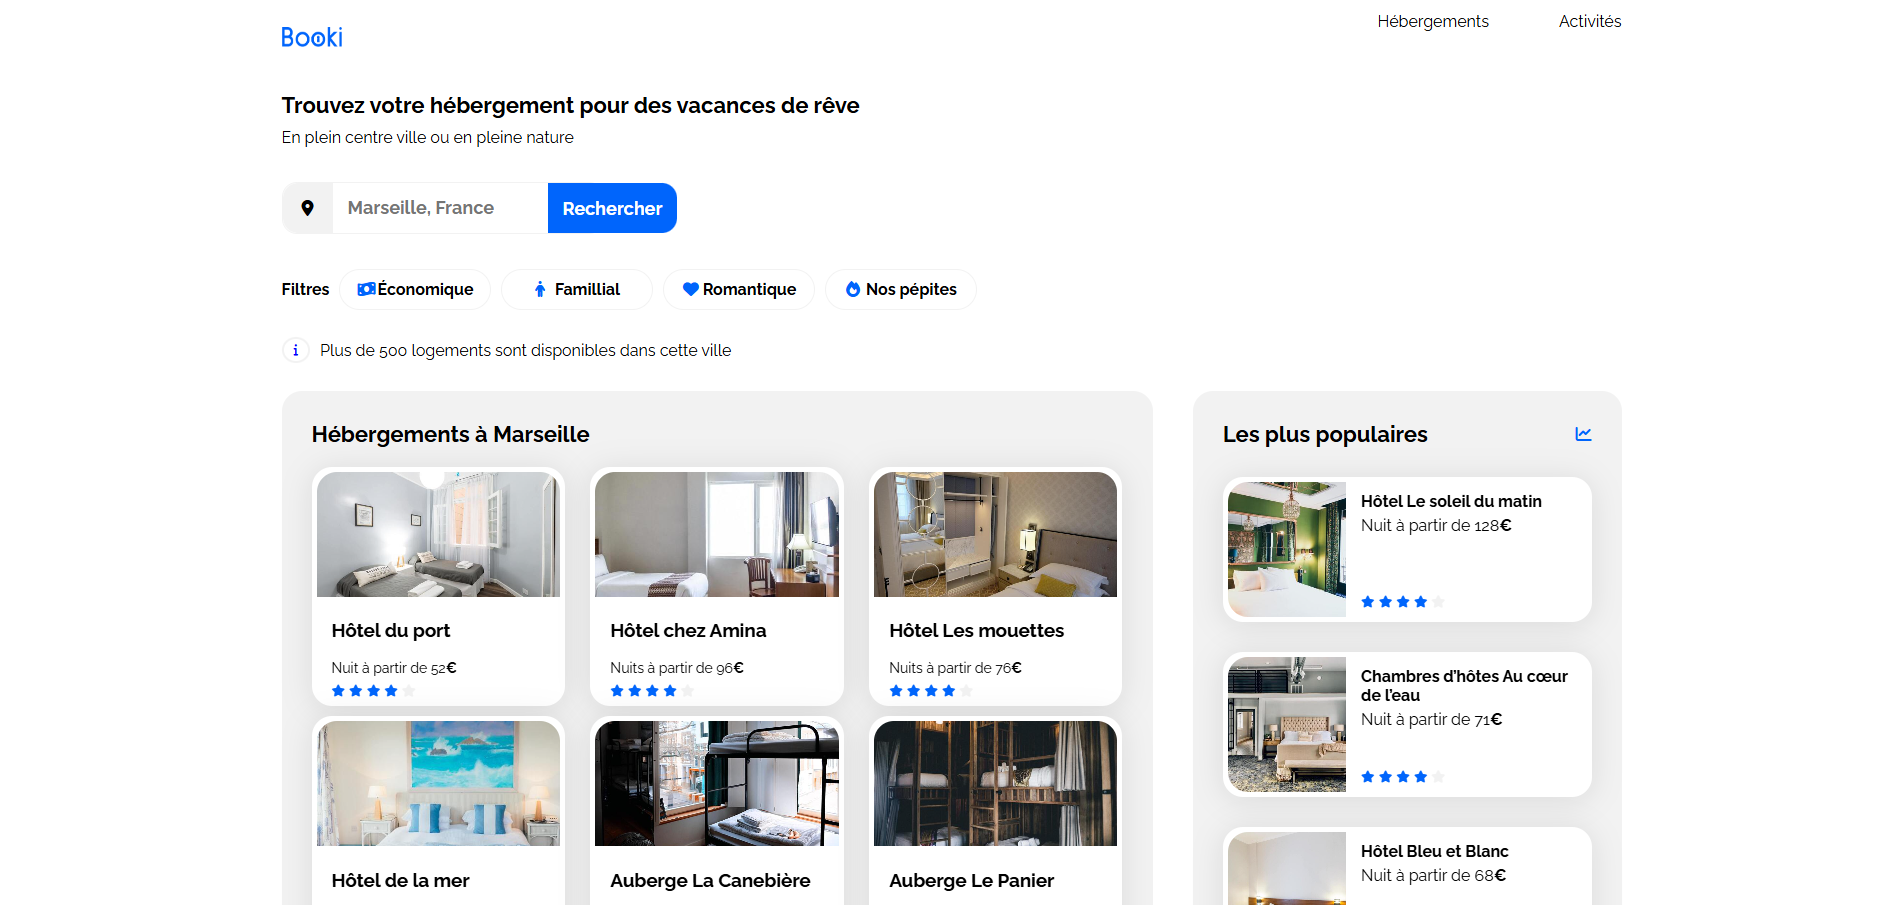 Booki
Hébergements
Activités
Trouvez votre hébergement pour des vacances de rêve
En plein centre ville ou en pleine nature
Marseille, France
Rechercher
Filtres
Économique
Famillial
Romantique
Nos pépites
Plus de 500 logements sont disponibles dans cette ville
Hébergements à Marseille
Hôtel du port
Nuit à partir de 52€
Hôtel chez Amina
Nuits à partir de 96€
Hôtel Les mouettes
Nuits à partir de 76€
Hôtel de la mer
Auberge La Canebière
Auberge Le Panier
Les plus populaires
Hôtel Le soleil du matin
Nuit à partir de 128€
Chambres d'hôtes Au cœur
de l'eau
Nuit à partir de 71€
Hôtel Bleu et Blanc
Nuit à partir de 68€